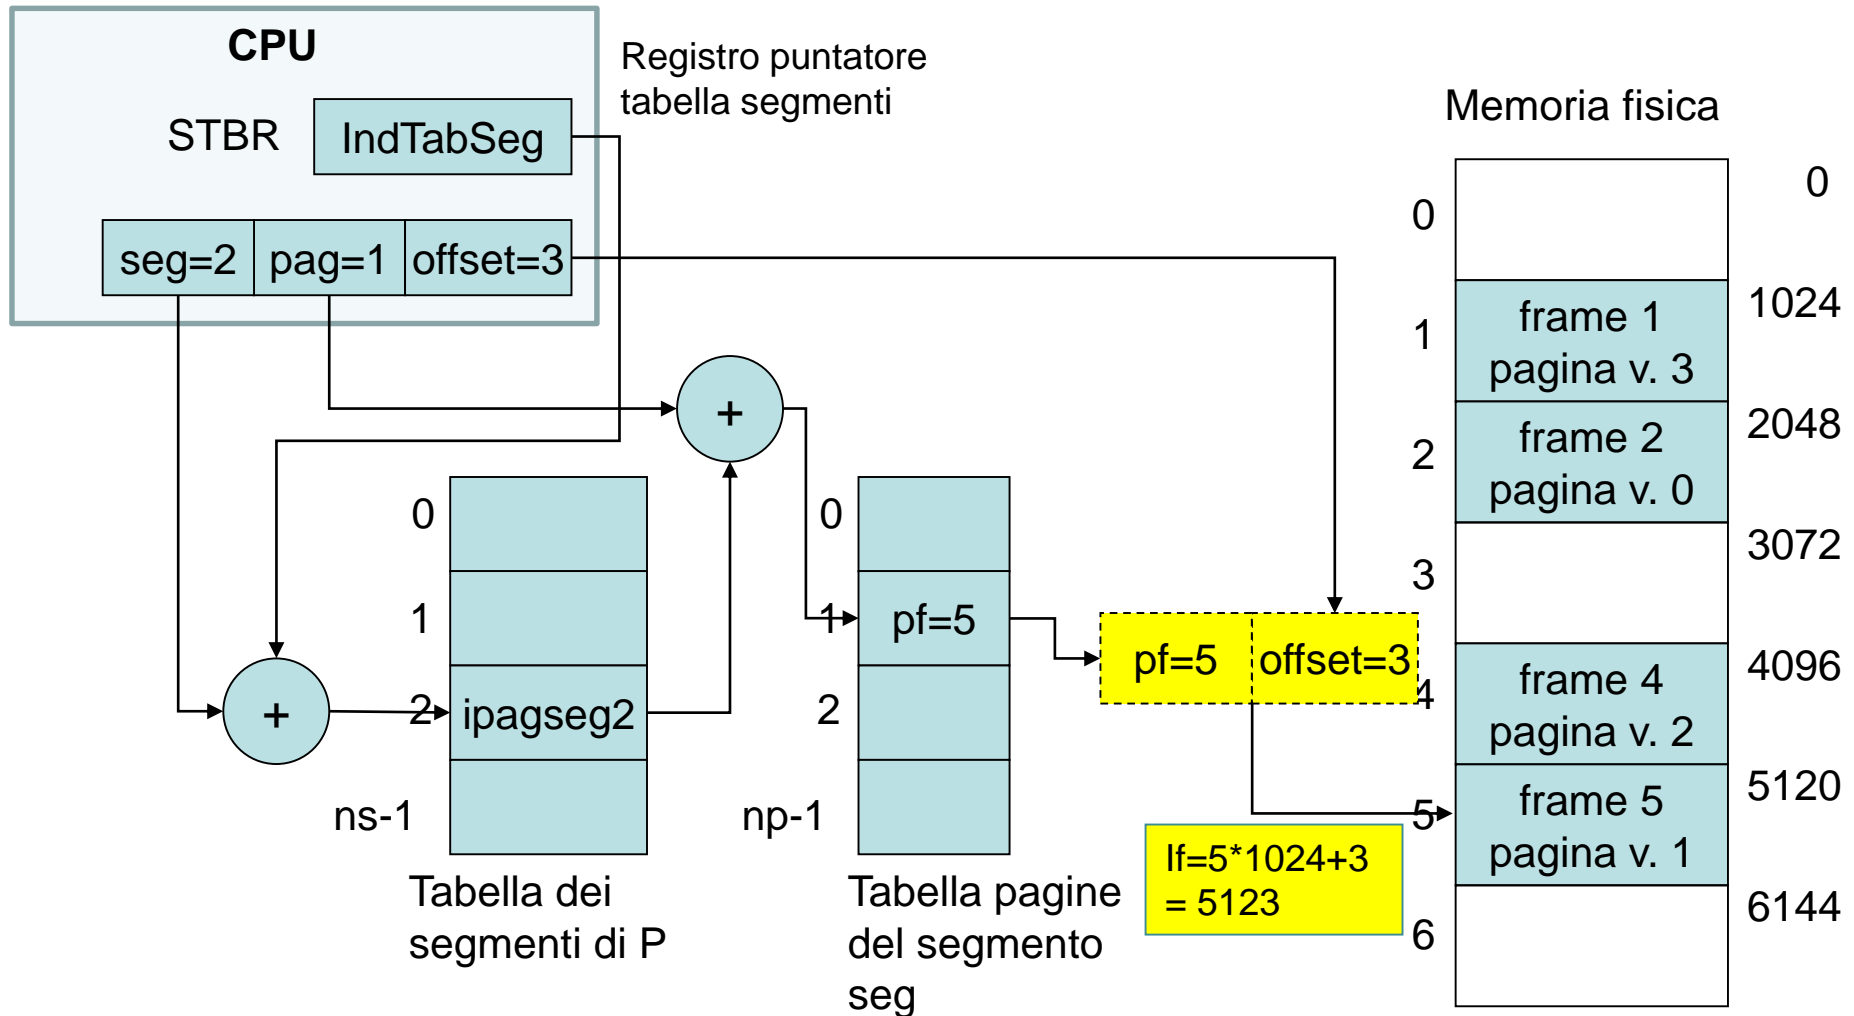 CPU
Registro puntatore
tabella segmenti
STBR
IndTabSeg
seg=2
pag=1
offset=3
Memoria fisica
0
0
1024
1
frame 1
pagina v. 3
2048
2
frame 2
pagina v. 0
3072
3
4096
4
frame 4
pagina v. 2
5120
5
frame 5
pagina v. 1
6144
6
+
+
0
1
2
ipagseg2
ns-1
Tabella dei
segmenti di P
0
1
pf=5
2
np-1
Tabella pagine
del segmento
seg
pf=5
offset=3
If=5*1024+3
= 5123